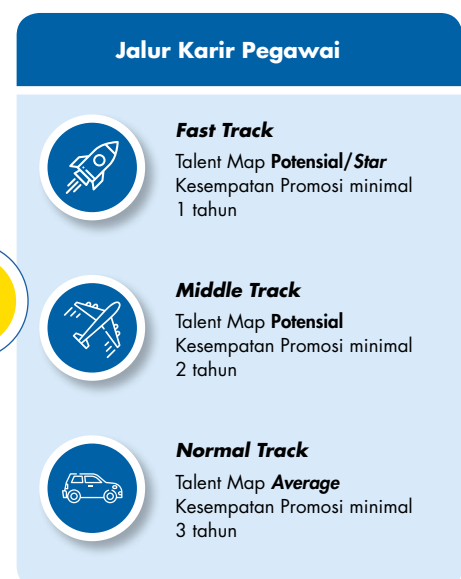 Jalur Karir Pegawai
Fast Track
Talent Map Potensial/Star
Kesempatan Promosi minimal
1 tahun
Middle Track
Talent Map Potensial
Kesempatan Promosi minimal
2 tahun
Normal Track
Talent Map Average
Kesempatan Promosi minimal
3 tahun